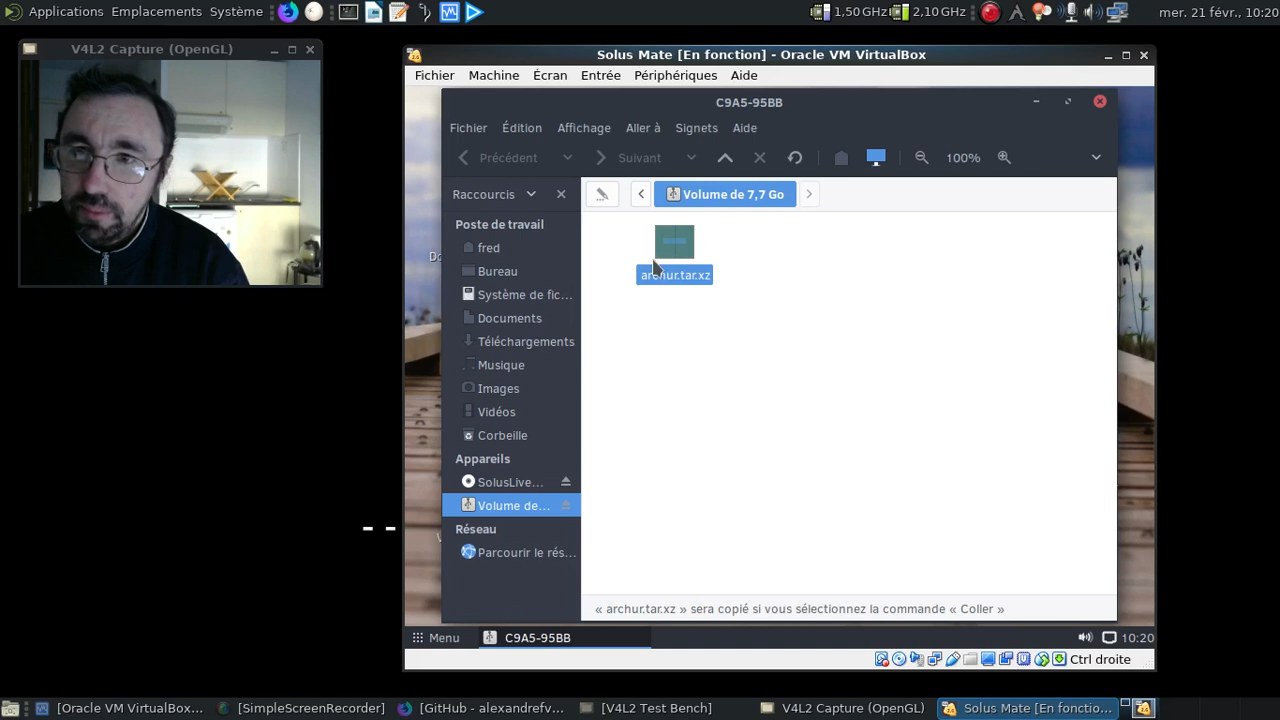 Applications Emplacements Système 1,50 GHz 2,10 GHz mer. 21 févr., 10:20
V4L2 Capture (OpenGL)
Solus Mate [En fonction] - Oracle VM VirtualBox
Fichier Machine Écran Entrée Périphériques Aide
C9A5-95BB
Fichier Édition Affichage Aller à Signets Aide
Précédent Suivant 100%
Raccourcis Volume de 7,7 Go
Poste de travail
fred
Bureau
Système de fic...
Documents
Téléchargements
Musique
Images
Vidéos
Corbeille
Appareils
SolusLive...
Volume de...
Réseau
Parcourir le rés...
archur.tar.xz
« archur.tar.xz » sera copié si vous sélectionnez la commande « Coller »
Menu C9A5-95BB 10:20
Ctrl droite
[Oracle VM VirtualBox... [SimpleScreenRecorder] [GitHub - alexandrefv... [V4L2 Test Bench] V4L2 Capture (OpenGL) Solus Mate [En fonctio...